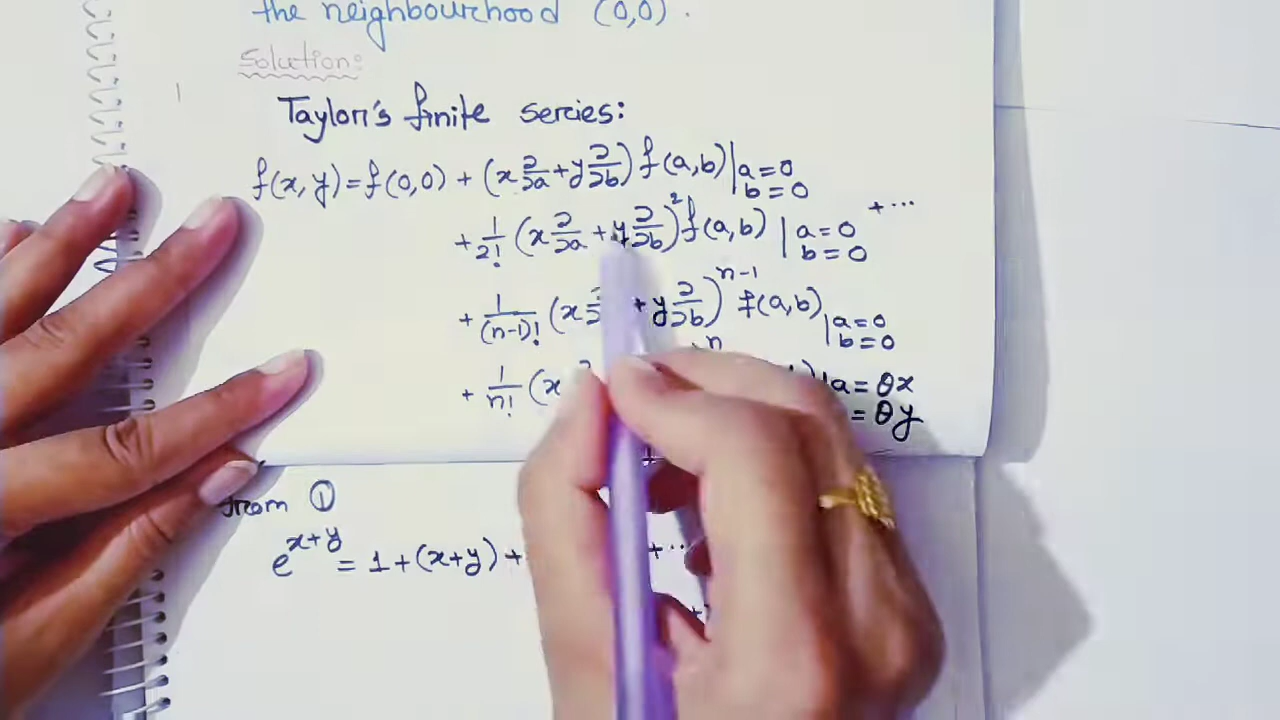 the neighbourhood (0,0).
Solution:
Taylor's finite series:
f(x,y)=f(0,0) + (x ∂/∂a + y ∂/∂b) f(a,b)|a=0 b=0
+ 1/2! (x ∂/∂a + y ∂/∂b)² f(a,b) | a=0 b=0 + ...
+ 1/(n-1)! (x + y ∂/∂b)^(n-1) f(a,b)|a=0 b=0
+ 1/n! (x n |a = θx
= θy
from ①
e^(x+y) = 1+(x+y)+ + ...